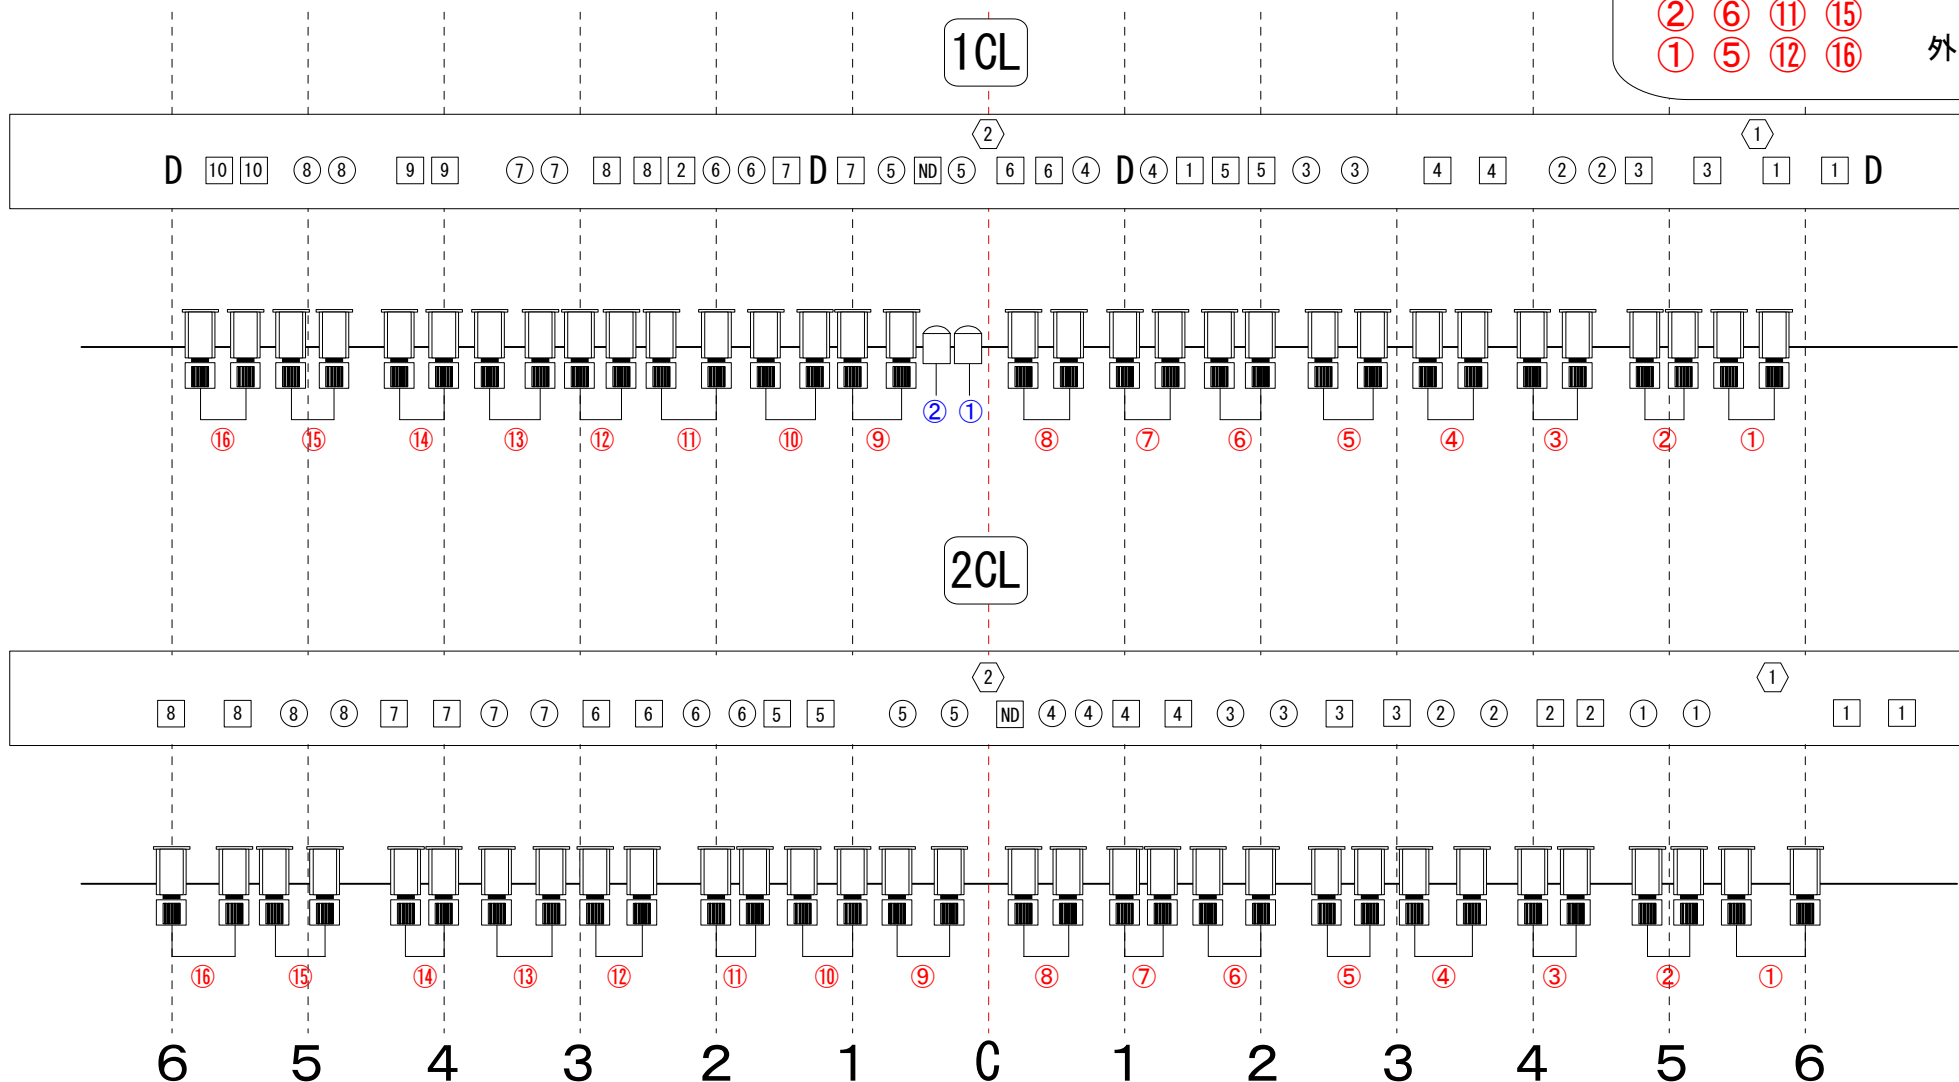 ② ⑥ ⑪ ⑮
① ⑤ ⑫ ⑯ 外
1CL
2 1
D 10 10 8 8 9 9 7 7 8 8 2 6 6 7 D 7 5 ND 5 6 6 4 D 4 1 5 5 3 3 4 4 2 2 3 3 1 1 D
② ①
⑯ ⑮ ⑭ ⑬ ⑫ ⑪ ⑩ ⑨ ⑧ ⑦ ⑥ ⑤ ④ ③ ② ①
2CL
2 1
8 8 8 8 7 7 7 7 6 6 6 6 5 5 5 5 ND 4 4 4 4 3 3 3 3 2 2 2 2 1 1 1 1
⑯ ⑮ ⑭ ⑬ ⑫ ⑪ ⑩ ⑨ ⑧ ⑦ ⑥ ⑤ ④ ③ ② ①
6 5 4 3 2 1 C 1 2 3 4 5 6